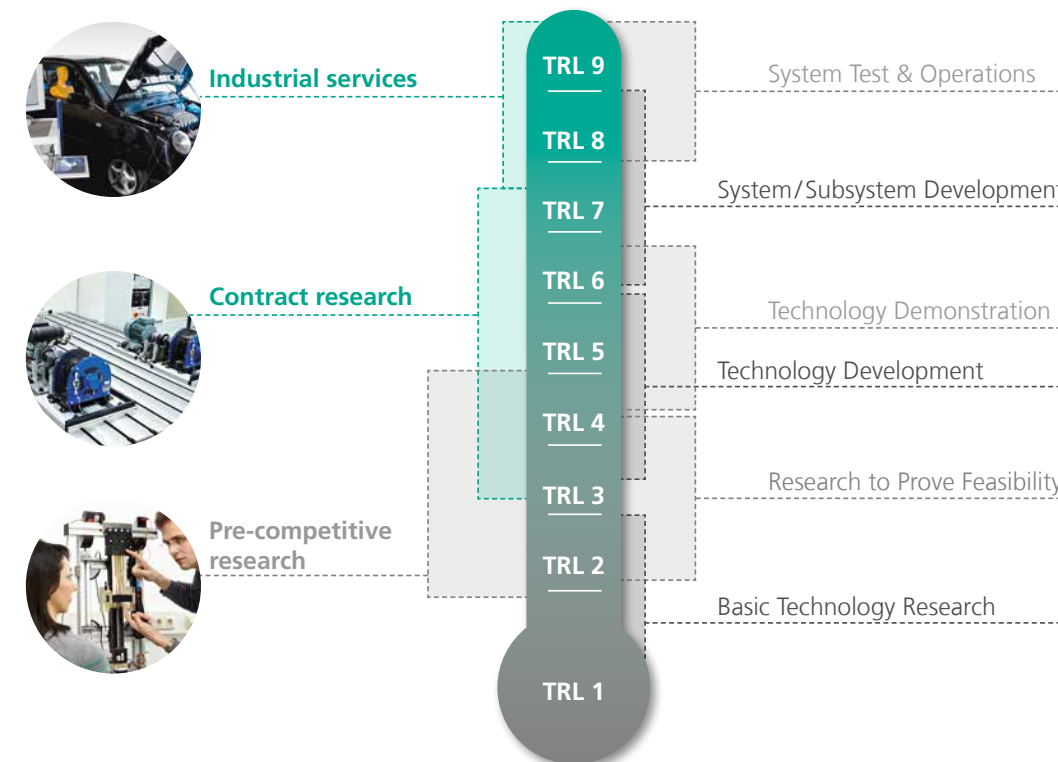 Industrial services
Contract research
Pre-competitive
research
TRL 9
TRL 8
TRL 7
TRL 6
TRL 5
TRL 4
TRL 3
TRL 2
TRL 1
System Test & Operations
System/Subsystem Development
Technology Demonstration
Technology Development
Research to Prove Feasibility
Basic Technology Research